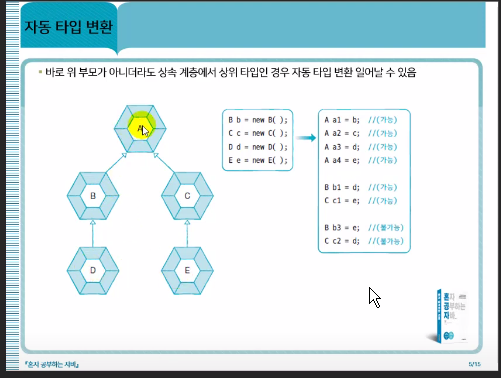 자동 타입 변환
바로 위 부모가 아니더라도 상속 계층에서 상위 타입인 경우 자동 타입 변환 일어날 수 있음
A
B
C
D
E
B b = new B( );
C c = new C( );
D d = new D( );
E e = new E( );
A a1 = b; //(가능)
A a2 = c; //(가능)
A a3 = d; //(가능)
A a4 = e; //(가능)
B b1 = d; //(가능)
C c1 = e; //(가능)
B b3 = e; //(불가능)
C c2 = d; //(불가능)
혼자
공부하는
자바
『혼자 공부하는 자바』
5/15